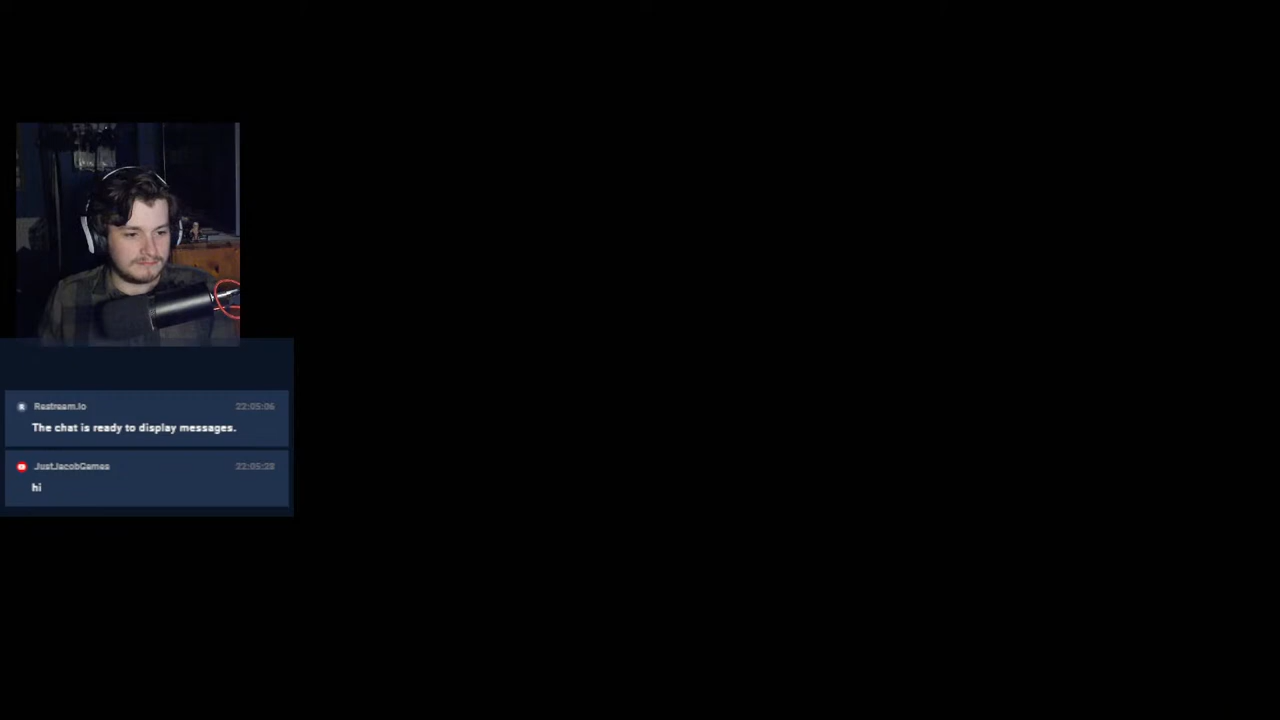 Restream.io 22:05:06
The chat is ready to display messages.
JustJacobGames 22:05:28
hi